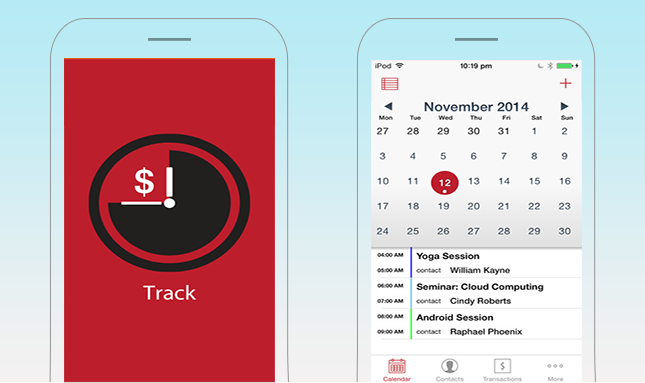 $
Track
iPod 10:19 pm
November 2014
Mon Tue Wed Thu Fri Sat Sun
27 28 29 30 31 1 2
3 4 5 6 7 8 9
10 11 12 13 14 15 16
17 18 19 20 21 22 23
24 25 26 27 28 29 30
04:00 AM Yoga Session
05:00 AM contact William Kayne
06:00 AM Seminar: Cloud Computing
07:00 AM contact Cindy Roberts
08:00 AM Android Session
09:00 AM contact Raphael Phoenix
$
Calendar Contacts Transactions More